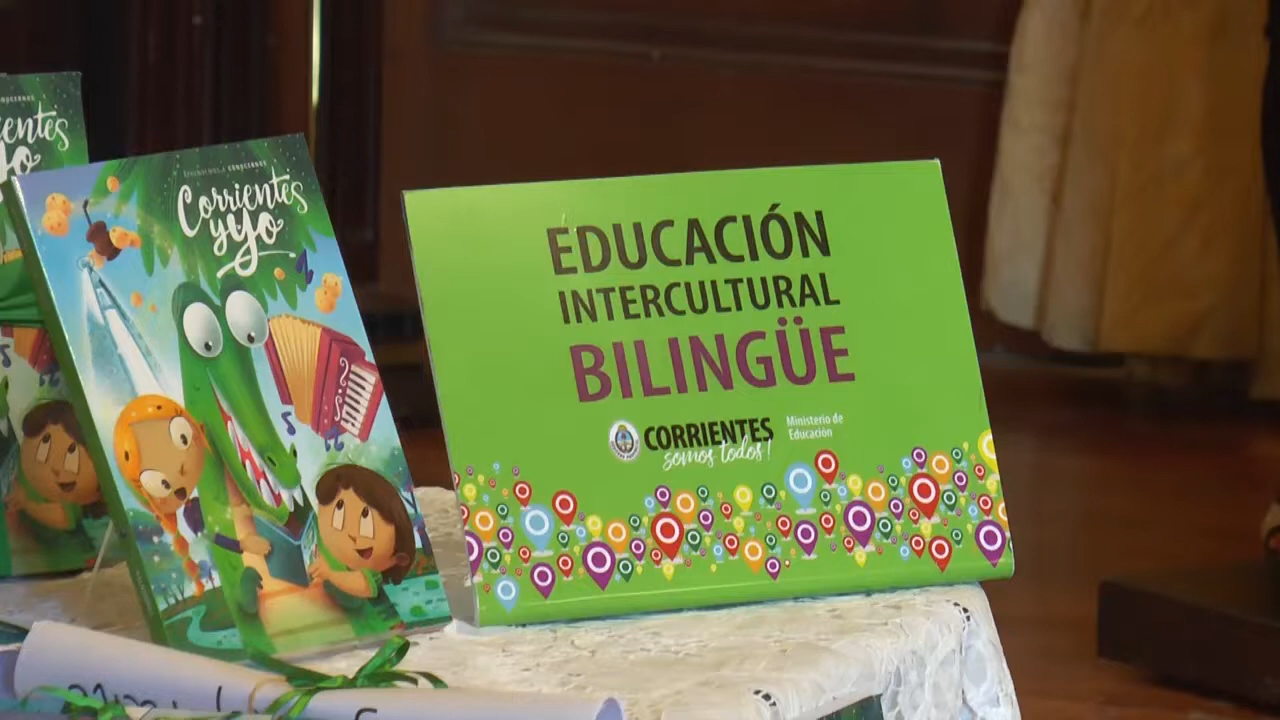 Corrientes
y yo
EDUCACIÓN
INTERCULTURAL
BILINGÜE
CORRIENTES
somos todos!
Ministerio de
Educación